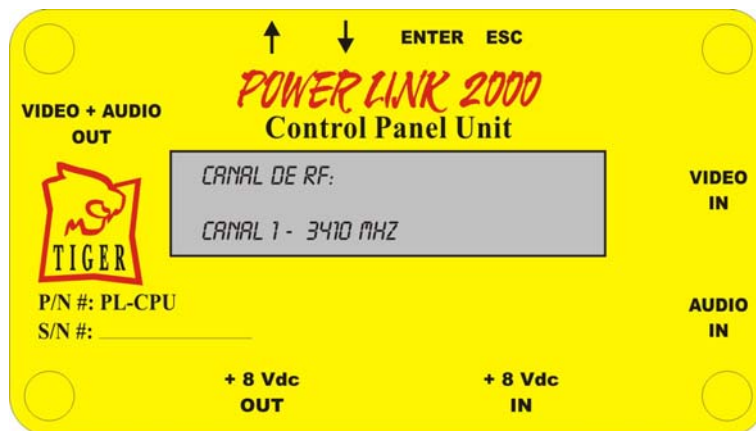 ENTER ESC
POWER LINK 2000
Control Panel Unit
VIDEO + AUDIO
OUT
CANAL DE RF:
CANAL 1 - 3410 MHZ
VIDEO
IN
TIGER
P/N #: PL-CPU
S/N #:
AUDIO
IN
+ 8 Vdc
OUT
+ 8 Vdc
IN